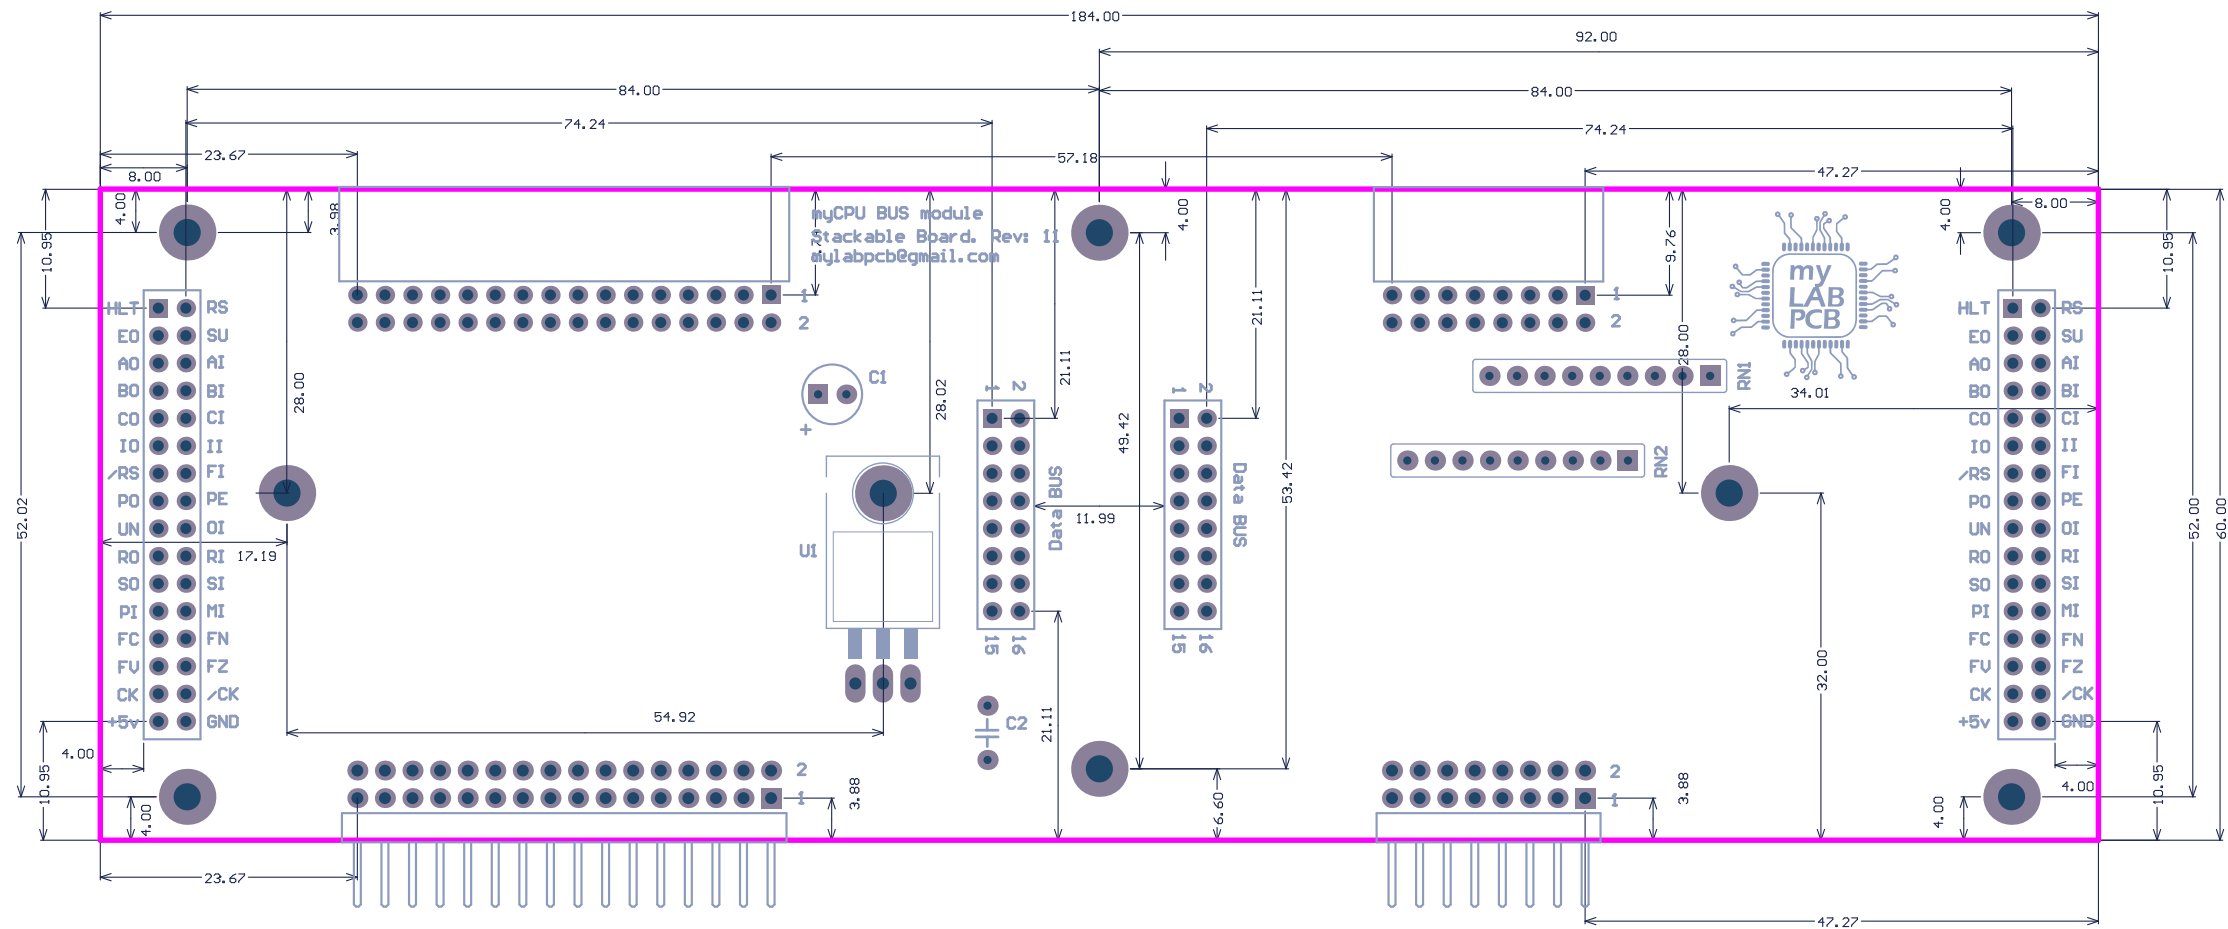 184.00
92.00
84.00
84.00
74.24
74.24
23.67
57.18
47.27
8.00
8.00
4.00
3.98
4.00
4.00
myCPU BUS module
Stackable Board. Rev: 11
mylabpcb@gmail.com
9.76
10.95
10.95
my
LAB
PCB
1
2
1
2
HLT RS
EO SU
AO AI
BO BI
CO CI
IO II
/RS FI
PO PE
UN OI
RO RI
SO SI
PI MI
FC FN
FV FZ
CK /CK
+5v GND
28.00
17.19
52.02
C1
+
28.02
U1
21.11
1 2
Data BUS
15 16
11.99
49.42
21.11
1 2
Data BUS
15 16
53.42
28.00
RN1
RN2
34.01
32.00
HLT RS
EO SU
AO AI
BO BI
CO CI
IO II
/RS FI
PO PE
UN OI
RO RI
SO SI
PI MI
FC FN
FV FZ
CK /CK
+5v GND
52.00
60.00
54.92
C2
21.11
4.00
10.95
4.00
2
1
3.88
6.60
2
1
3.88
4.00
4.00
10.95
23.67
47.27